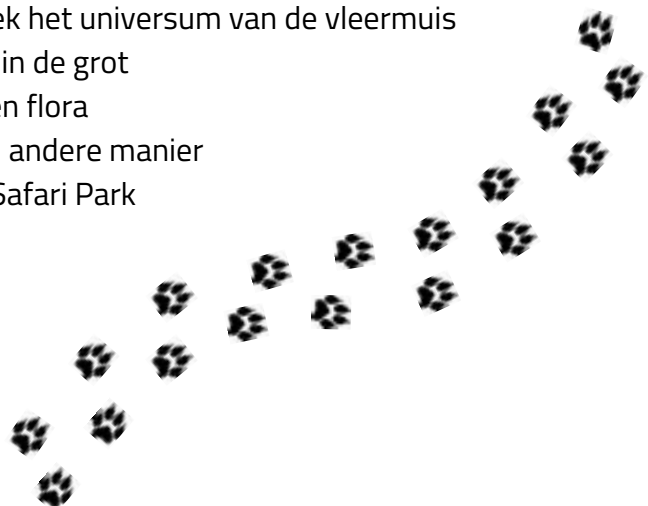 ek het universum van de vleermuis
in de grot
en flora
andere manier
Safari Park